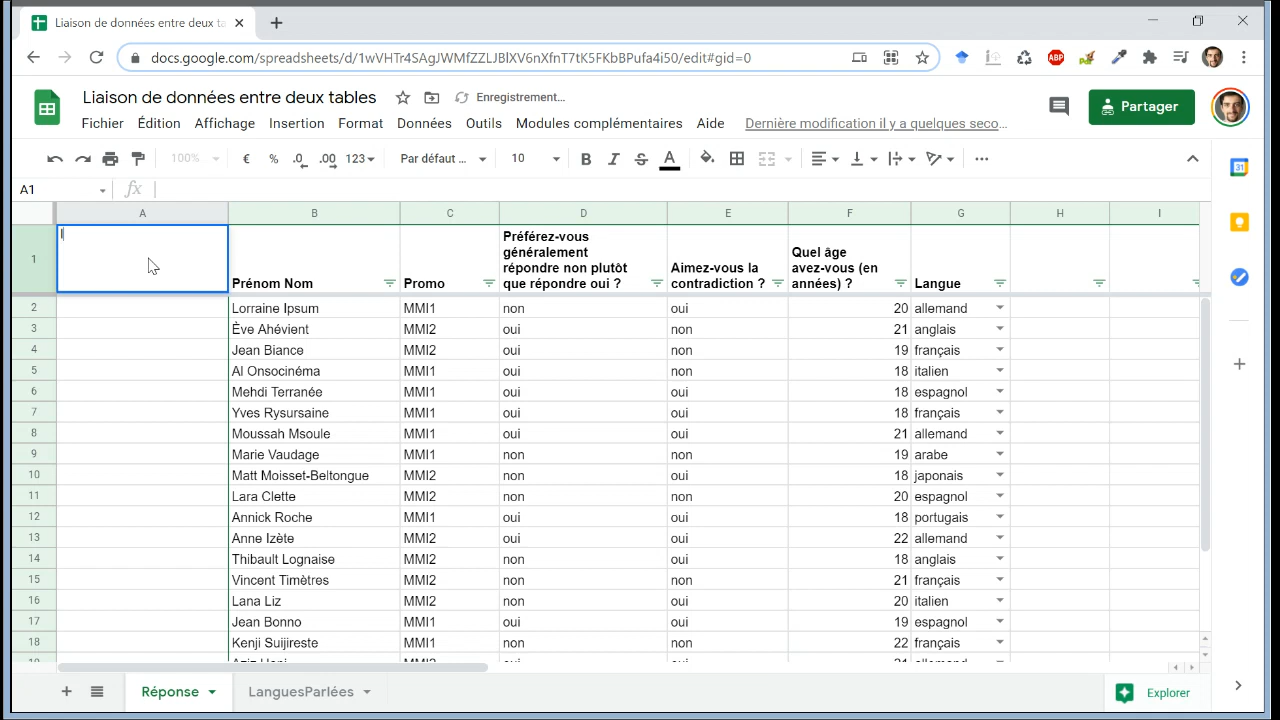 Liaison de données entre deux ta
docs.google.com/spreadsheets/d/1wVHTr4SAgJWMfZZLJBlXV6nXfnT7tK5FKbBPufa4i50/edit#gid=0
ABP
Liaison de données entre deux tables
Enregistrement...
Fichier Édition Affichage Insertion Format Données Outils Modules complémentaires Aide Dernière modification il y a quelques seco...
Partager
100% € % .0 .00 123 Par défaut ... 10 B I S A
31
A1 fx
A B C D E F G H I
1 Prénom Nom Promo
Préférez-vous
généralement
répondre non plutôt
que répondre oui ?
Aimez-vous la
contradiction ?
Quel âge
avez-vous (en
années) ?
Langue
2 Lorraine Ipsum MMI1 non oui 20 allemand
3 Ève Ahévient MMI2 oui non 21 anglais
4 Jean Biance MMI2 oui non 19 français
5 Al Onsocinéma MMI1 oui non 18 italien
6 Mehdi Terranée MMI1 oui oui 18 espagnol
7 Yves Rysursaine MMI1 oui oui 18 français
8 Moussah Msoule MMI1 oui oui 21 allemand
9 Marie Vaudage MMI1 non non 19 arabe
10 Matt Moisset-Beltongue MMI2 non oui 18 japonais
11 Lara Clette MMI2 non non 20 espagnol
12 Annick Roche MMI1 oui oui 18 portugais
13 Anne Izète MMI2 oui oui 22 allemand
14 Thibault Lognaise MMI2 non oui 18 anglais
15 Vincent Timètres MMI2 non non 21 français
16 Lana Liz MMI2 non oui 20 italien
17 Jean Bonno MMI1 oui oui 19 espagnol
18 Kenji Suijireste MMI1 non non 22 français
Réponse LanguesParlées Explorer